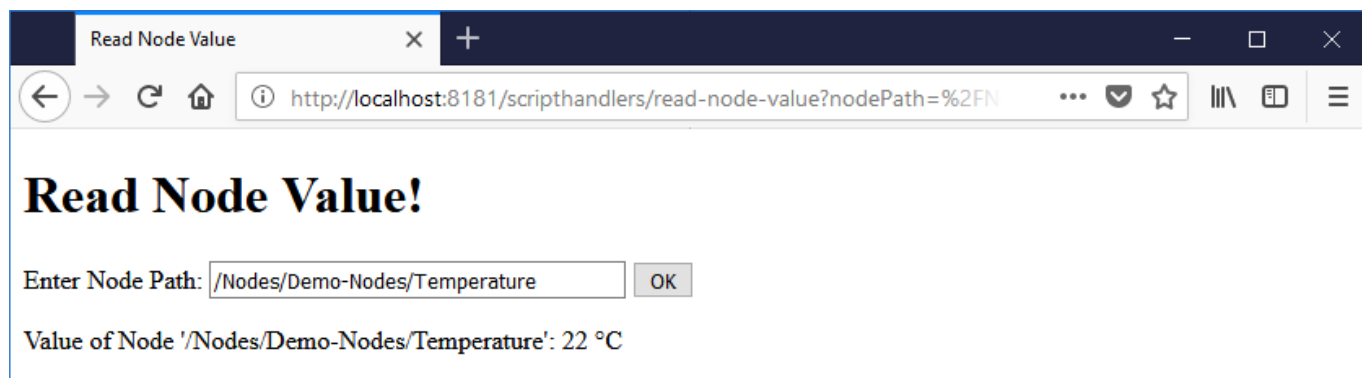 Read Node Value
http://localhost:8181/scripthandlers/read-node-value?nodePath=%2FN
Read Node Value!
Enter Node Path: /Nodes/Demo-Nodes/Temperature OK
Value of Node '/Nodes/Demo-Nodes/Temperature': 22 °C